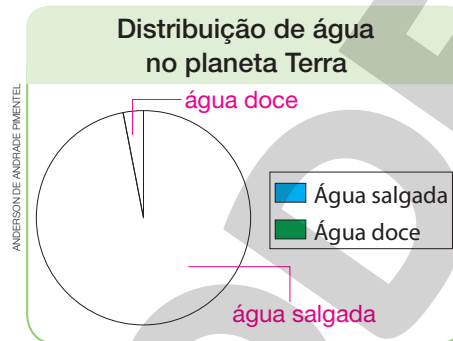 Distribuição de água
no planeta Terra
ANDERSON DE ANDRADE PIMENTEL
água doce
Água salgada
Água doce
água salgada